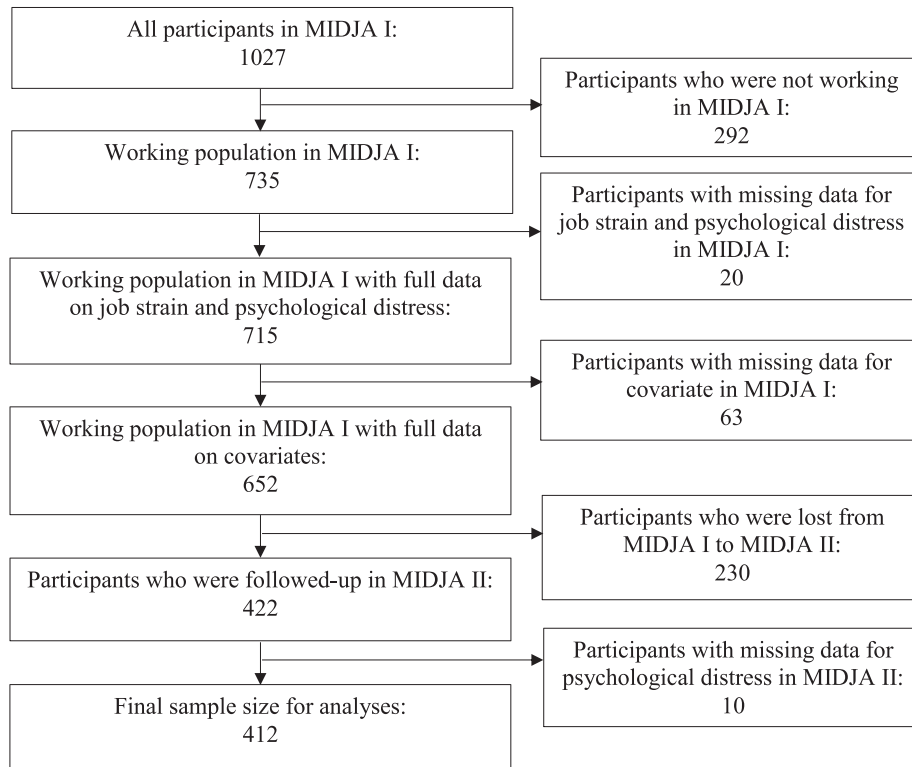 All participants in MIDJA I:
1027
Participants who were not working
in MIDJA I:
292
Working population in MIDJA I:
735
Participants with missing data for
job strain and psychological distress
in MIDJA I:
20
Working population in MIDJA I with full data
on job strain and psychological distress:
715
Participants with missing data for
covariate in MIDJA I:
63
Working population in MIDJA I with full data
on covariates:
652
Participants who were lost from
MIDJA I to MIDJA II:
230
Participants who were followed-up in MIDJA II:
422
Participants with missing data for
psychological distress in MIDJA II:
10
Final sample size for analyses:
412